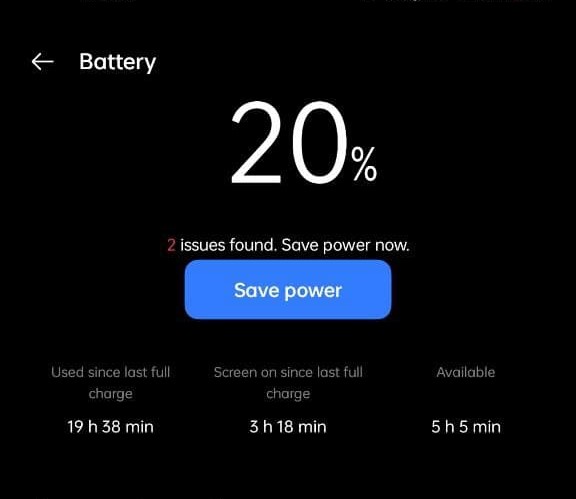 Battery
20%
2 issues found. Save power now.
Save power
Used since last full
charge
19 h 38 min
Screen on since last full
charge
3 h 18 min
Available
5 h 5 min